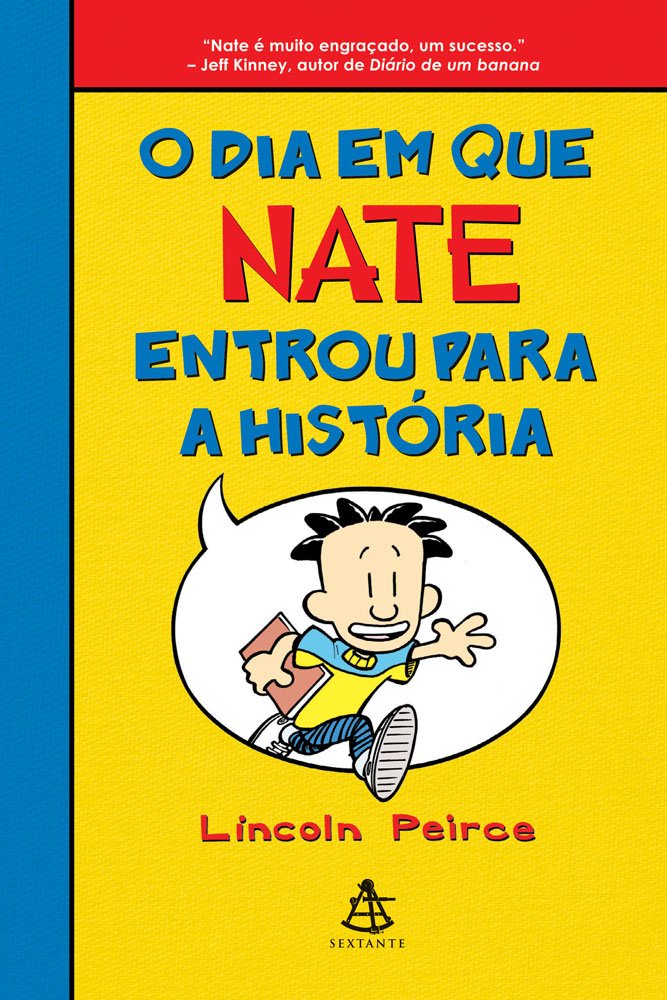 “Nate é muito engraçado, um sucesso.”
– Jeff Kinney, autor de Diário de um banana
O DIA EM QUE
NATE
ENTROU PARA
A HISTÓRIA
Lincoln Peirce
SEXTANTE